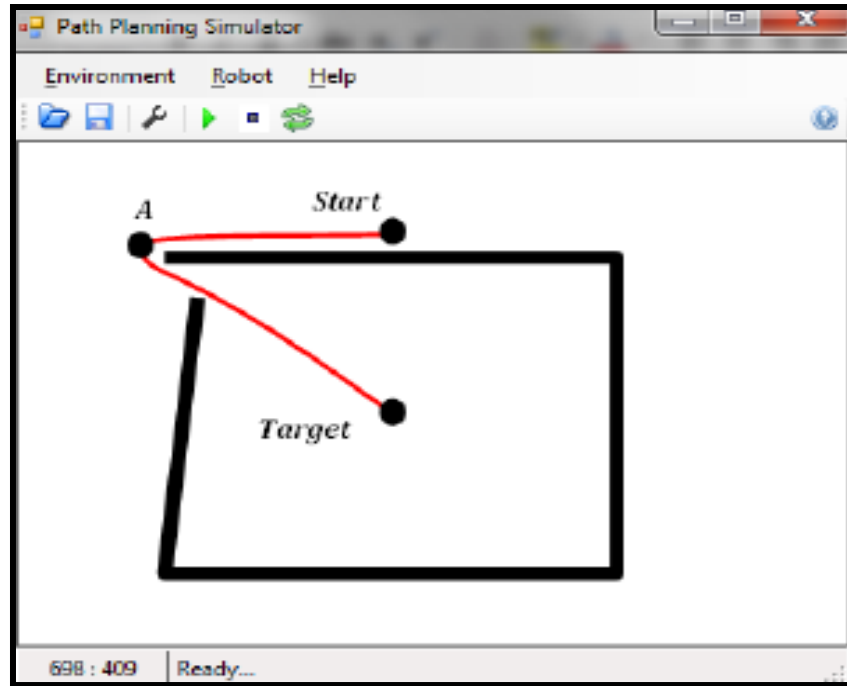 Path Planning Simulator
Environment Robot Help
Start
A
Target
698 : 409 Ready...